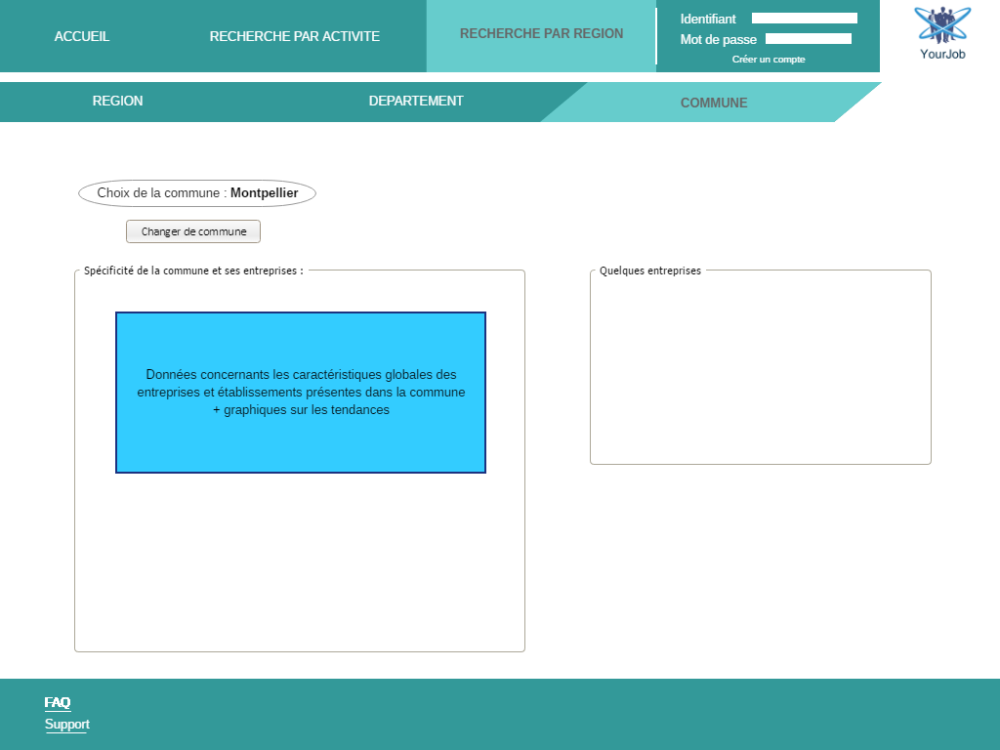 ACCUEIL
RECHERCHE PAR ACTIVITE
RECHERCHE PAR REGION
Identifiant
Mot de passe
Créer un compte
YourJob
REGION
DEPARTEMENT
COMMUNE
Choix de la commune : Montpellier
Changer de commune
Spécificité de la commune et ses entreprises :
Quelques entreprises
Données concernants les caractéristiques globales des
entreprises et établissements présentes dans la commune
+ graphiques sur les tendances
FAQ
Support